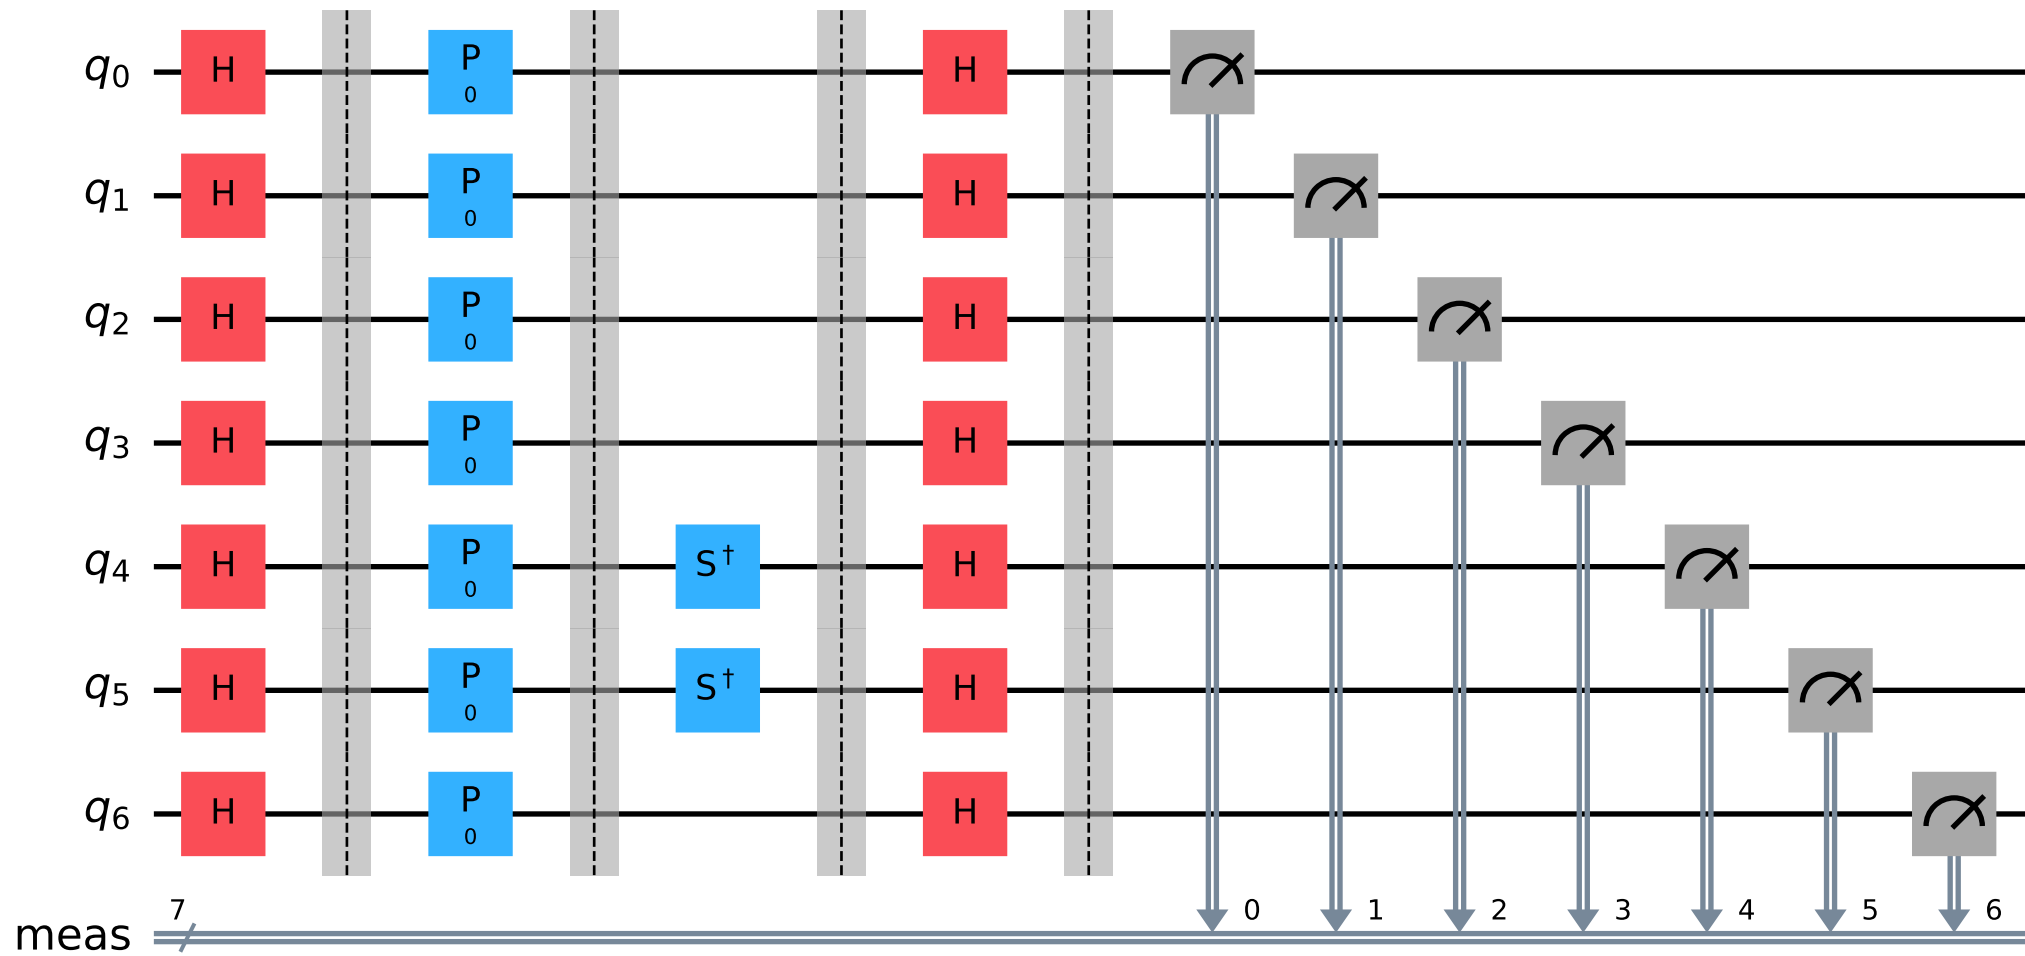 q0 H P 0 H
q1 H P 0 H
q2 H P 0 H
q3 H P 0 H
q4 H P 0 S† H
q5 H P 0 S† H
q6 H P 0 H
meas 7 0 1 2 3 4 5 6